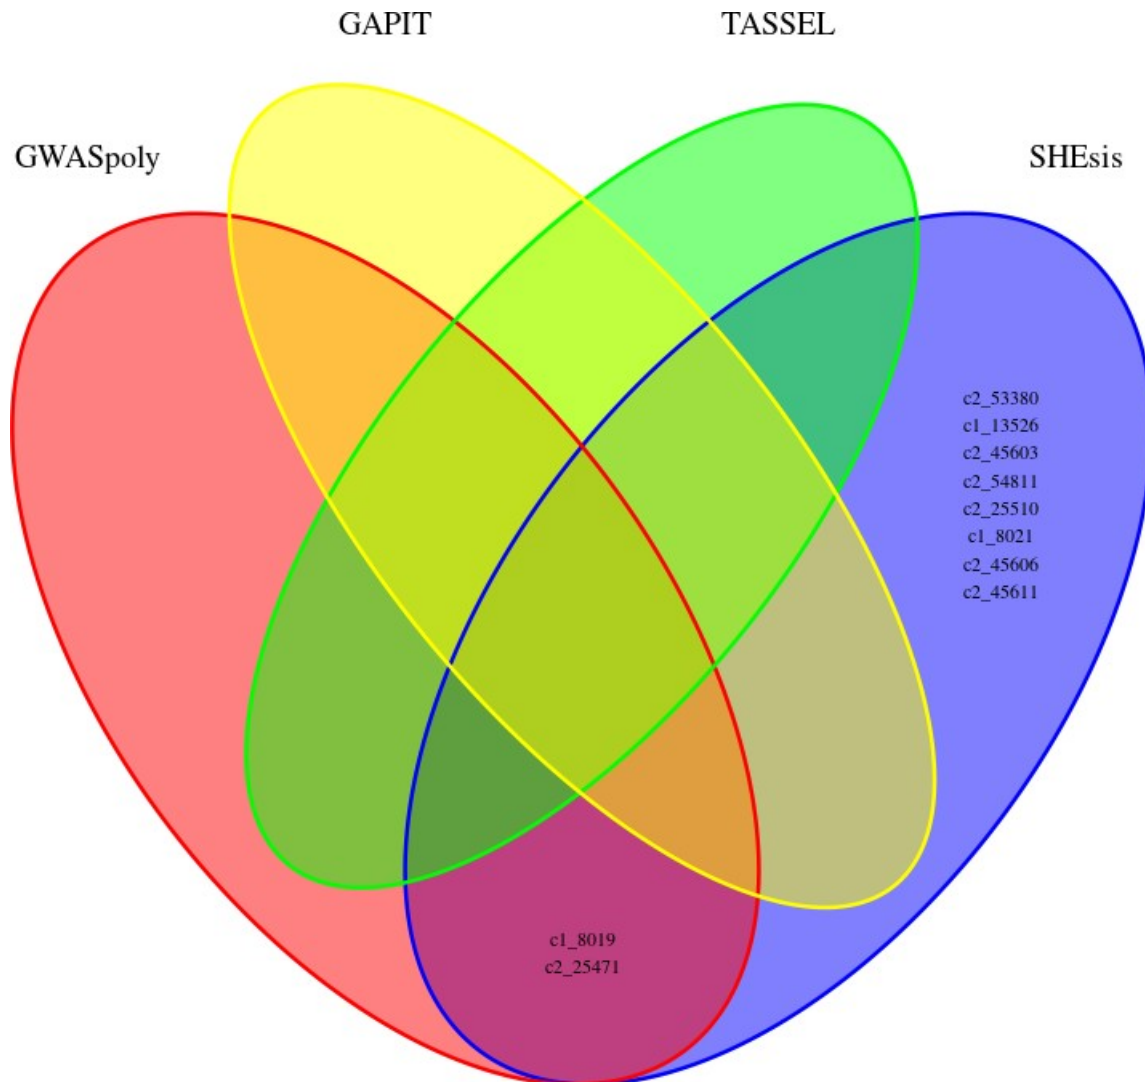 GAPIT
TASSEL
GWASpoly
SHEsis
c2_53380
c1_13526
c2_45603
c2_54811
c2_25510
c1_8021
c2_45606
c2_45611
c1_8019
c2_25471